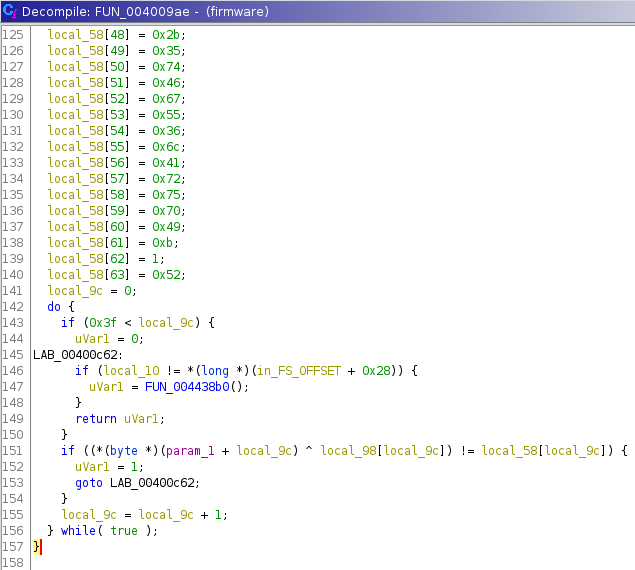 Decompile: FUN_004009ae - (firmware)
125 local_58[48] = 0x2b;
126 local_58[49] = 0x35;
127 local_58[50] = 0x74;
128 local_58[51] = 0x46;
129 local_58[52] = 0x67;
130 local_58[53] = 0x55;
131 local_58[54] = 0x36;
132 local_58[55] = 0x6c;
133 local_58[56] = 0x41;
134 local_58[57] = 0x72;
135 local_58[58] = 0x75;
136 local_58[59] = 0x70;
137 local_58[60] = 0x49;
138 local_58[61] = 0xb;
139 local_58[62] = 1;
140 local_58[63] = 0x52;
141 local_9c = 0;
142 do {
143 if (0x3f < local_9c) {
144 uVar1 = 0;
145 LAB_00400c62:
146 if (local_10 != *(long *)(in_FS_OFFSET + 0x28)) {
147 uVar1 = FUN_004438b0();
148 }
149 return uVar1;
150 }
151 if ((*(byte *)(param_1 + local_9c) ^ local_98[local_9c]) != local_58[local_9c]) {
152 uVar1 = 1;
153 goto LAB_00400c62;
154 }
155 local_9c = local_9c + 1;
156 } while( true );
157 }
158